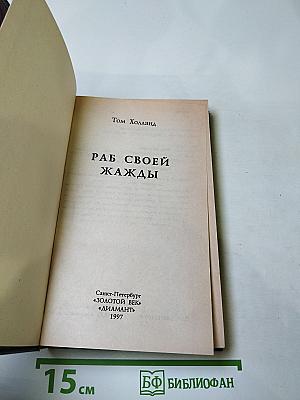 Том Холланд
РАБ СВОЕЙ
ЖАЖДЫ
Санкт-Петербург
«ЗОЛОТОЙ ВЕК»
«ДИАМАНТ»
1997
15 см
БФ БИБЛИОФАН